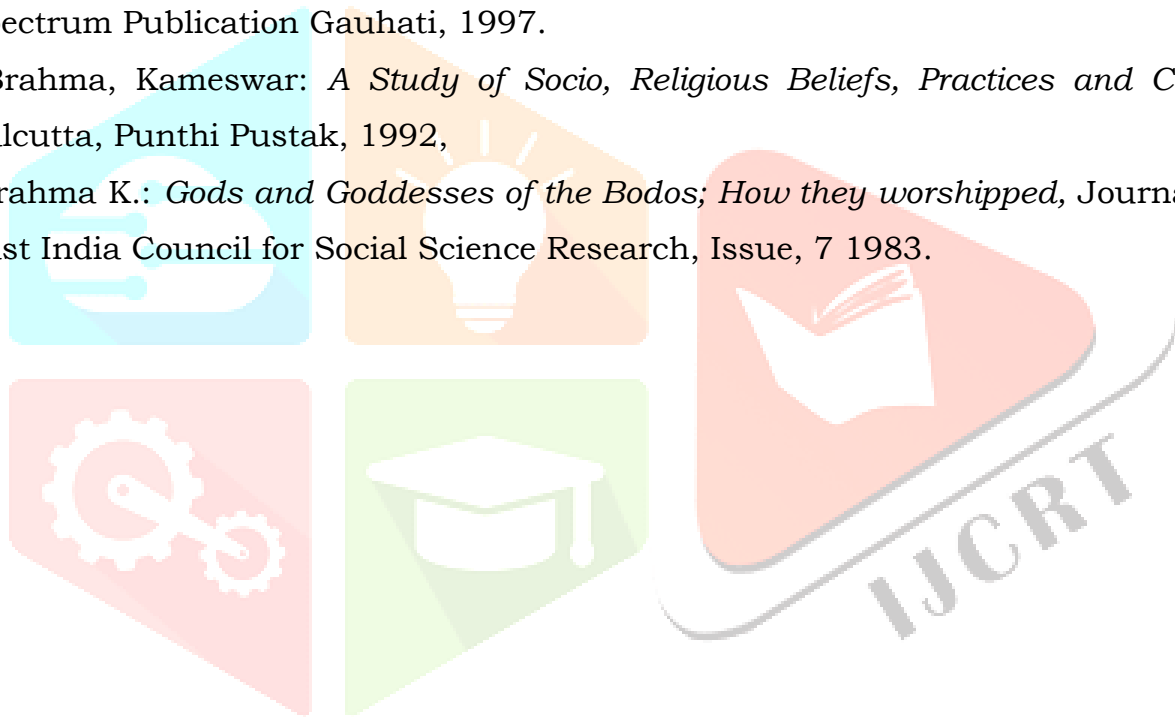 ectrum Publication Gauhati, 1997.
Brahma, Kameswar: A Study of Socio, Religious Beliefs, Practices and C
lcutta, Punthi Pustak, 1992,
rahma K.: Gods and Goddesses of the Bodos; How they worshipped, Journa
st India Council for Social Science Research, Issue, 7 1983.
IJCRT